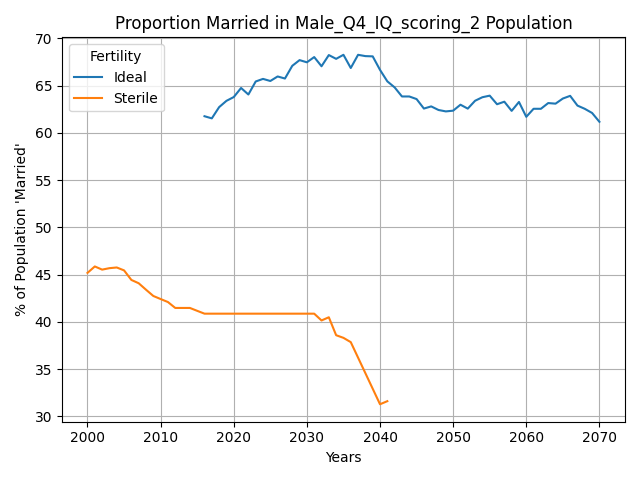 Proportion Married in Male_Q4_IQ_scoring_2 Population
Fertility
Ideal
Sterile
% of Population 'Married'
70
65
60
55
50
45
40
35
30
2000 2010 2020 2030 2040 2050 2060 2070
Years